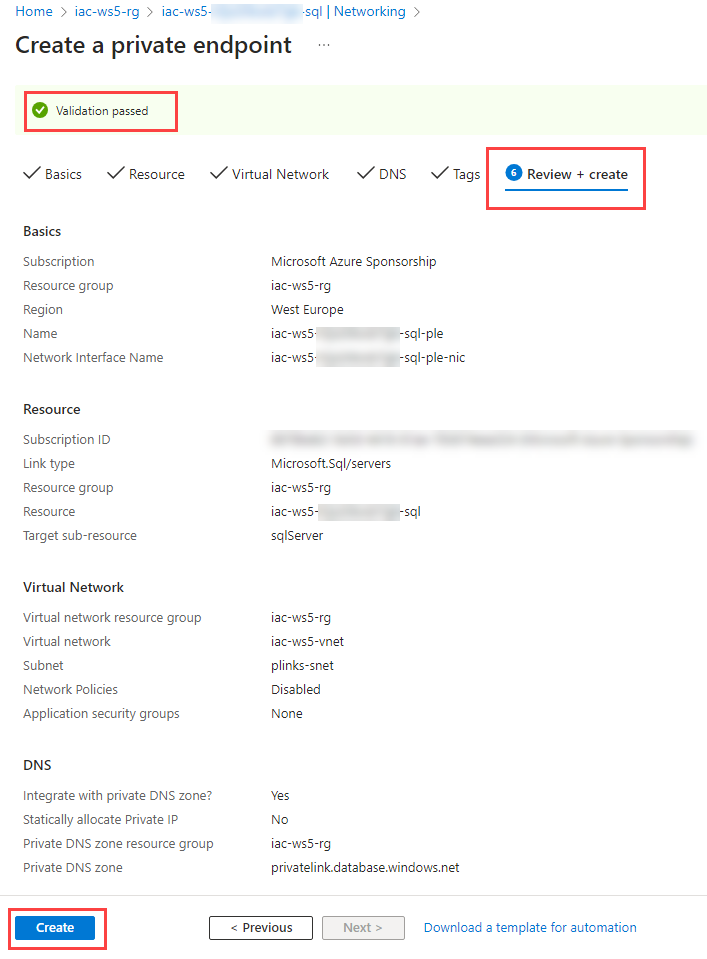 Home > iac-ws5-rg > iac-ws5- -sql | Networking >
Create a private endpoint ...
Validation passed
Basics Resource Virtual Network DNS Tags 6 Review + create
Basics
Subscription Microsoft Azure Sponsorship
Resource group iac-ws5-rg
Region West Europe
Name iac-ws5- -sql-ple
Network Interface Name iac-ws5- -sql-ple-nic
Resource
Subscription ID
Link type Microsoft.Sql/servers
Resource group iac-ws5-rg
Resource iac-ws5- -sql
Target sub-resource sqlServer
Virtual Network
Virtual network resource group iac-ws5-rg
Virtual network iac-ws5-vnet
Subnet plinks-snet
Network Policies Disabled
Application security groups None
DNS
Integrate with private DNS zone? Yes
Statically allocate Private IP No
Private DNS zone resource group iac-ws5-rg
Private DNS zone privatelink.database.windows.net
Create < Previous Next > Download a template for automation